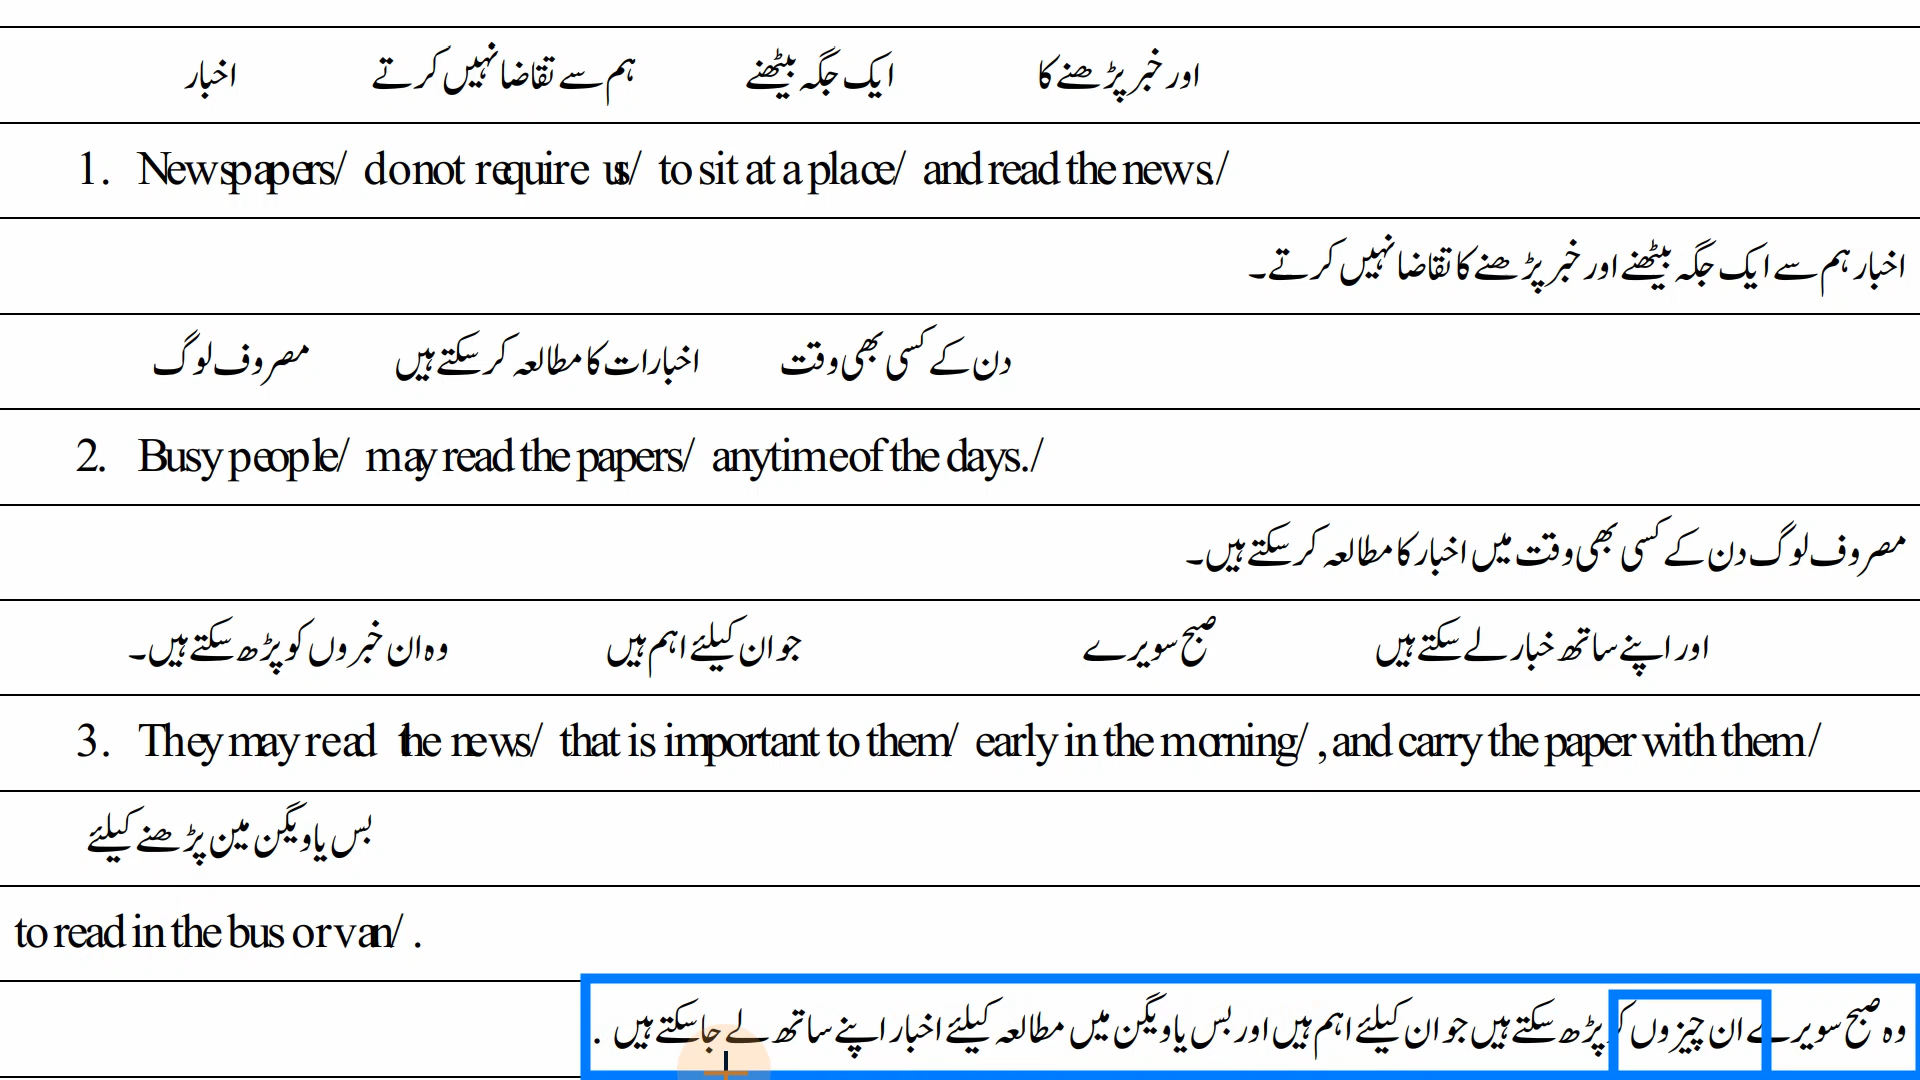 اخبار ہم سے تقاضا نہیں کرتے ایک جگہ بیٹھنے اور خبر پڑھنے کا
1. Newspapers/ do not require us/ to sit at a place/ and read the news./
اخبار ہم سے ایک جگہ بیٹھنے اور خبر پڑھنے کا تقاضا نہیں کرتے۔
مصروف لوگ اخبارات کا مطالعہ کر سکتے ہیں دن کے کسی بھی وقت
2. Busy people/ may read the papers/ anytime of the days./
مصروف لوگ دن کے کسی بھی وقت میں اخبار کا مطالعہ کر سکتے ہیں۔
وہ ان خبروں کو پڑھ سکتے ہیں۔ جو ان کیلئے اہم ہیں صبح سویرے اور اپنے ساتھ خبار لے سکتے ہیں
3. They may read the news/ that is important to them/ early in the morning/ , and carry the paper with them/
بس یا ویگن مین پڑھنے کیلئے
to read in the bus or van/ .
وہ صبح سویرے ان چیزوں کو پڑھ سکتے ہیں جو ان کیلئے اہم ہیں اور بس یا ویگن میں مطالعہ کیلئے اخبار اپنے ساتھ لے جا سکتے ہیں .